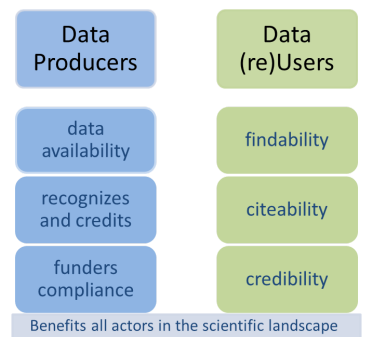 Data
Producers
data
availability
recognizes
and credits
funders
compliance
Data
(re)Users
findability
citeability
credibility
Benefits all actors in the scientific landscape